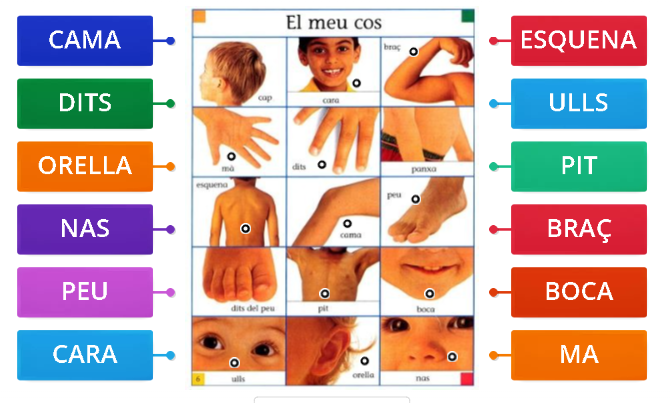 El meu cos
CAMA
DITS
ORELLA
NAS
PEU
CARA
cap
cara
braç
mà
dits
panxa
esquena
cama
peu
dits del peu
pit
boca
6
ulls
orella
nas
ESQUENA
ULLS
PIT
BRAÇ
BOCA
MA